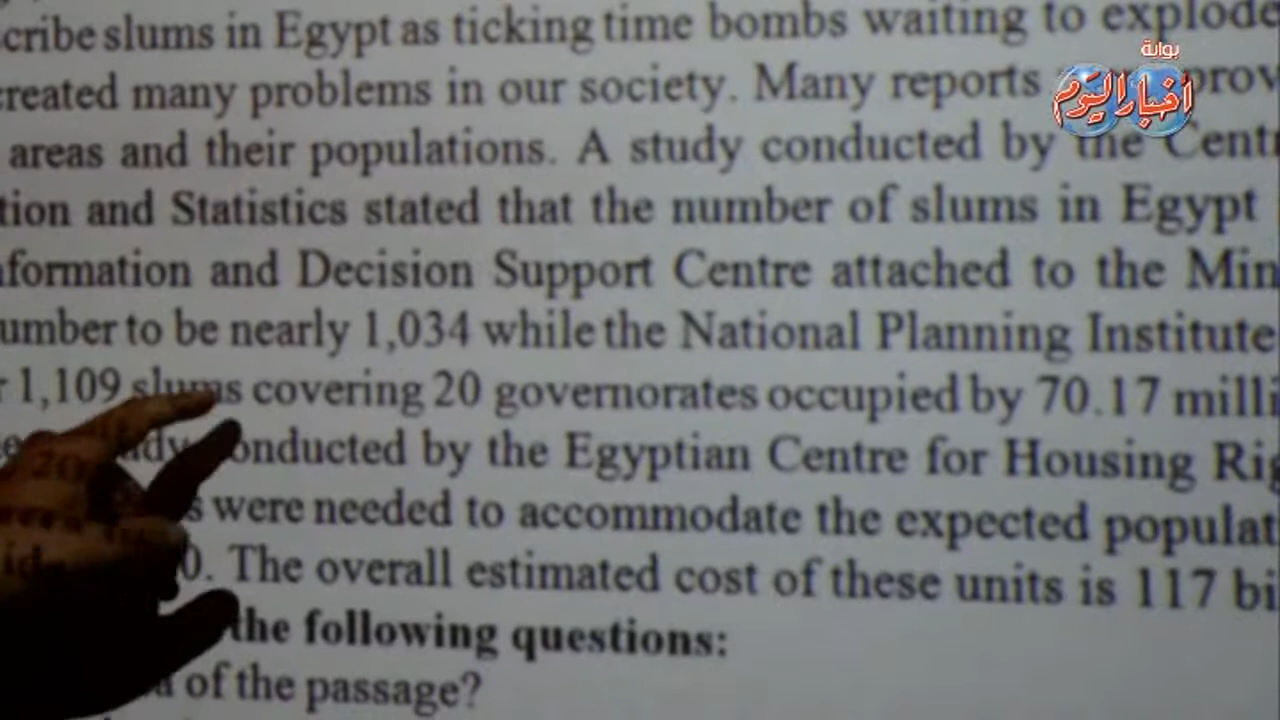 cribe slums in Egypt as ticking time bombs waiting to explode
created many problems in our society. Many reports prov
areas and their populations. A study conducted by the Cent
tion and Statistics stated that the number of slums in Egypt
nformation and Decision Support Centre attached to the Min
umber to be nearly 1,034 while the National Planning Institute
r 1,109 slums covering 20 governorates occupied by 70.17 milli
conducted by the Egyptian Centre for Housing Rig
s were needed to accommodate the expected populat
0. The overall estimated cost of these units is 117 bi
the following questions:
of the passage?
بوابة
أخبار اليوم